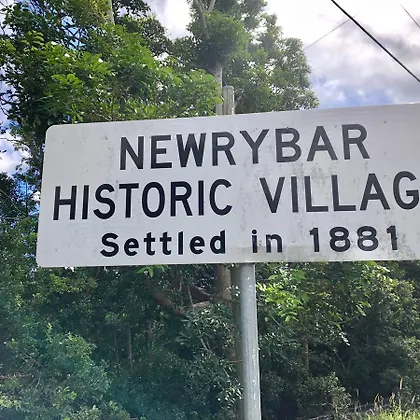 NEWRYBAR
HISTORIC VILLAG
Settled in 1881